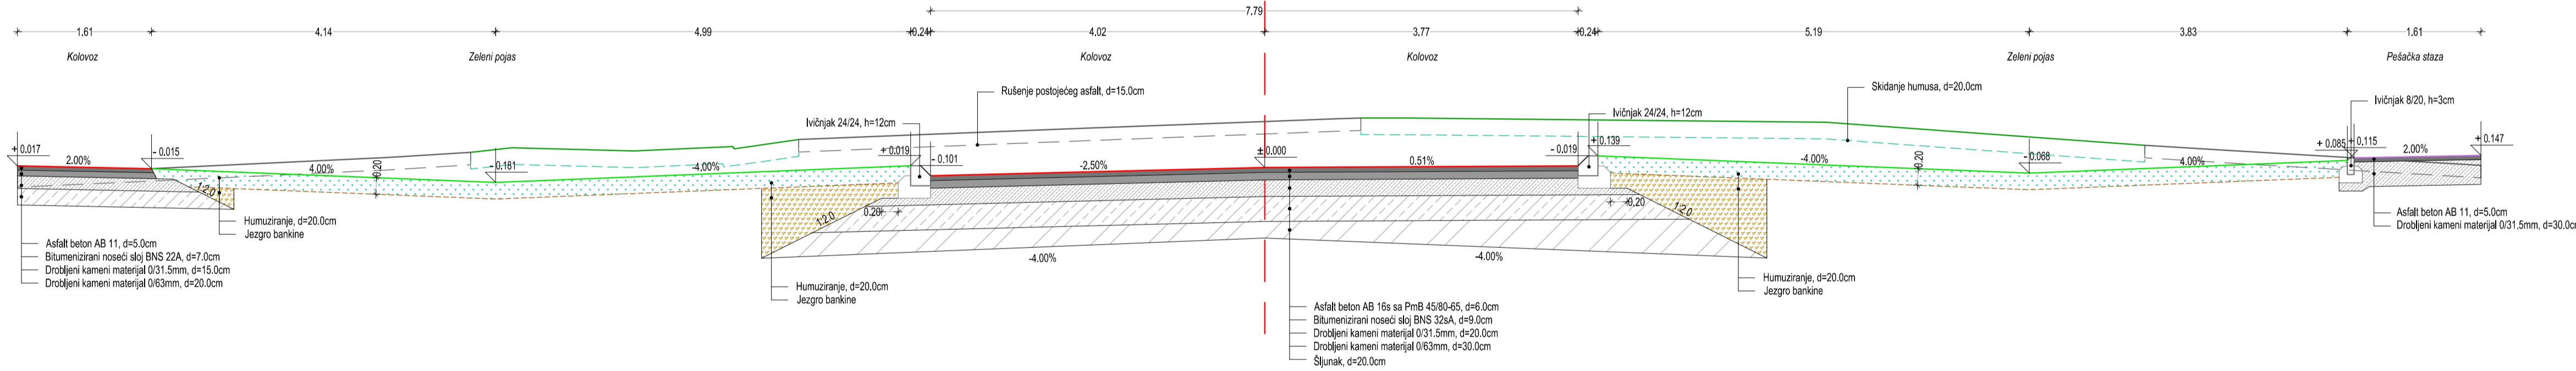 7.79
1.61 4.14 4.99 0.24 4.02 3.77 0.24 5.19 3.83 1.61
Kolovoz Zeleni pojas Kolovoz Kolovoz Zeleni pojas Pešačka staza
Rušenje postojećeg asfalt, d=15.0cm
Skidanje humusa, d=20.0cm
Ivičnjak 24/24, h=12cm
Ivičnjak 24/24, h=12cm
Ivičnjak 8/20, h=3cm
+ 0.017 2.00% - 0.015 4.00% 0.20 - 0.181 -4.00% + 0.019 - 0.101 -2.50% ± 0.000 0.51% - 0.019 + 0.139 -4.00% 0.20 - 0.068 4.00% + 0.085 + 0.115 2.00% + 0.147
1:2.0 1:2.0 0.20 0.20 1:2.0
-4.00% -4.00%
Humuziranje, d=20.0cm
Jezgro bankine
Asfalt beton AB 11, d=5.0cm
Bitumenizirani noseći sloj BNS 22A, d=7.0cm
Drobljeni kameni materijal 0/31.5mm, d=15.0cm
Drobljeni kameni materijal 0/63mm, d=20.0cm
Humuziranje, d=20.0cm
Jezgro bankine
Asfalt beton AB 16s sa PmB 45/80-65, d=6.0cm
Bitumenizirani noseći sloj BNS 32sA, d=9.0cm
Drobljeni kameni materijal 0/31.5mm, d=20.0cm
Drobljeni kameni materijal 0/63mm, d=30.0cm
Šljunak, d=20.0cm
Humuziranje, d=20.0cm
Jezgro bankine
Asfalt beton AB 11, d=5.0cm
Drobljeni kameni materijal 0/31.5mm, d=30.0c